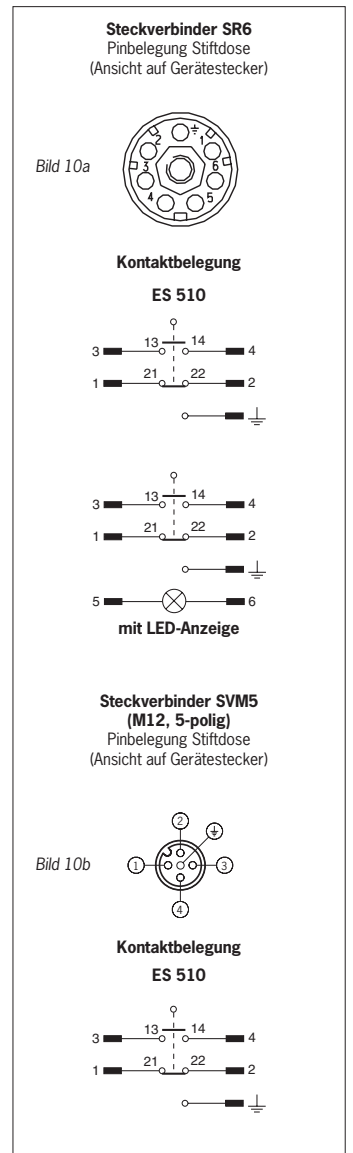 Steckverbinder SR6
Pinbelegung Stiftdose
(Ansicht auf Gerätestecker)
Bild 10a
2 1
3 6
4 5
Kontaktbelegung
ES 510
3 13 14 4
1 21 22 2
3 13 14 4
1 21 22 2
5 6
mit LED-Anzeige
Steckverbinder SVM5
(M12, 5-polig)
Pinbelegung Stiftdose
(Ansicht auf Gerätestecker)
2
Bild 10b 1 3
4
Kontaktbelegung
ES 510
3 13 14 4
1 21 22 2